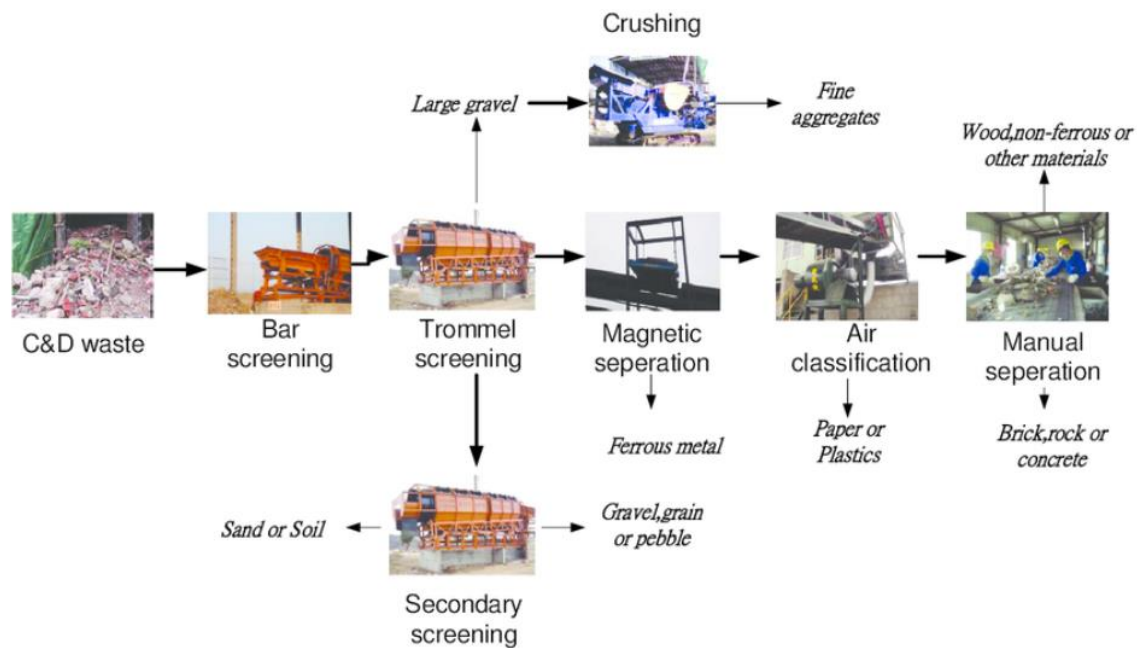 Crushing
Large gravel
Fine
aggregates
Wood,non-ferrous or
other materials
C&D waste
Bar
screening
Trommel
screening
Magnetic
seperation
Air
classification
Manual
seperation
Ferrous metal
Paper or
Plastics
Brick,rock or
concrete
Sand or Soil
Gravel,grain
or pebble
Secondary
screening